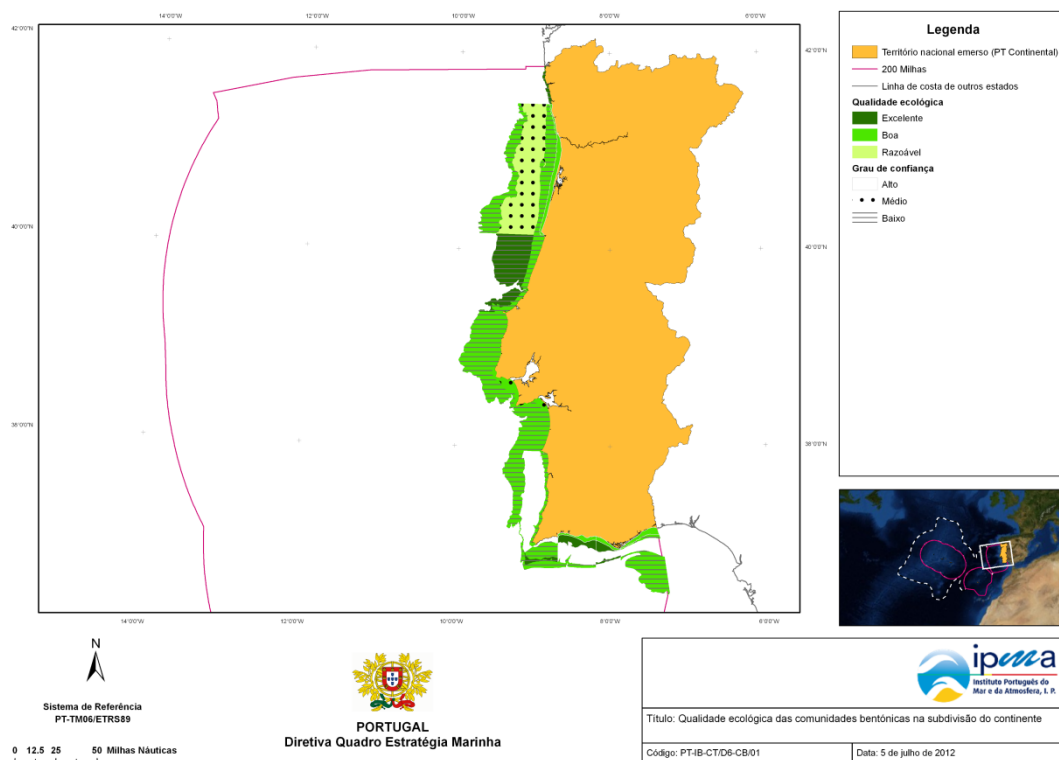 14°0'0"W 12°0'0"W 10°0'0"W 8°0'0"W 6°0'0"W
42°0'0"N 42°0'0"N
40°0'0"N 40°0'0"N
38°0'0"N 38°0'0"N
14°0'0"W 12°0'0"W 10°0'0"W 8°0'0"W 6°0'0"W
Legenda
Território nacional emerso (PT Continental)
200 Milhas
Linha de costa de outros estados
Qualidade ecológica
Excelente
Boa
Razoável
Grau de confiança
Alto
Médio
Baixo
N
Sistema de Referência
PT-TM06/ETRS89
0 12.5 25 50 Milhas Náuticas
PORTUGAL
Diretiva Quadro Estratégia Marinha
ipma
Instituto Português do
Mar e da Atmosfera, I. P.
Título: Qualidade ecológica das comunidades bentónicas na subdivisão do continente
Código: PT-IB-CT/D6-CB/01
Data: 5 de julho de 2012